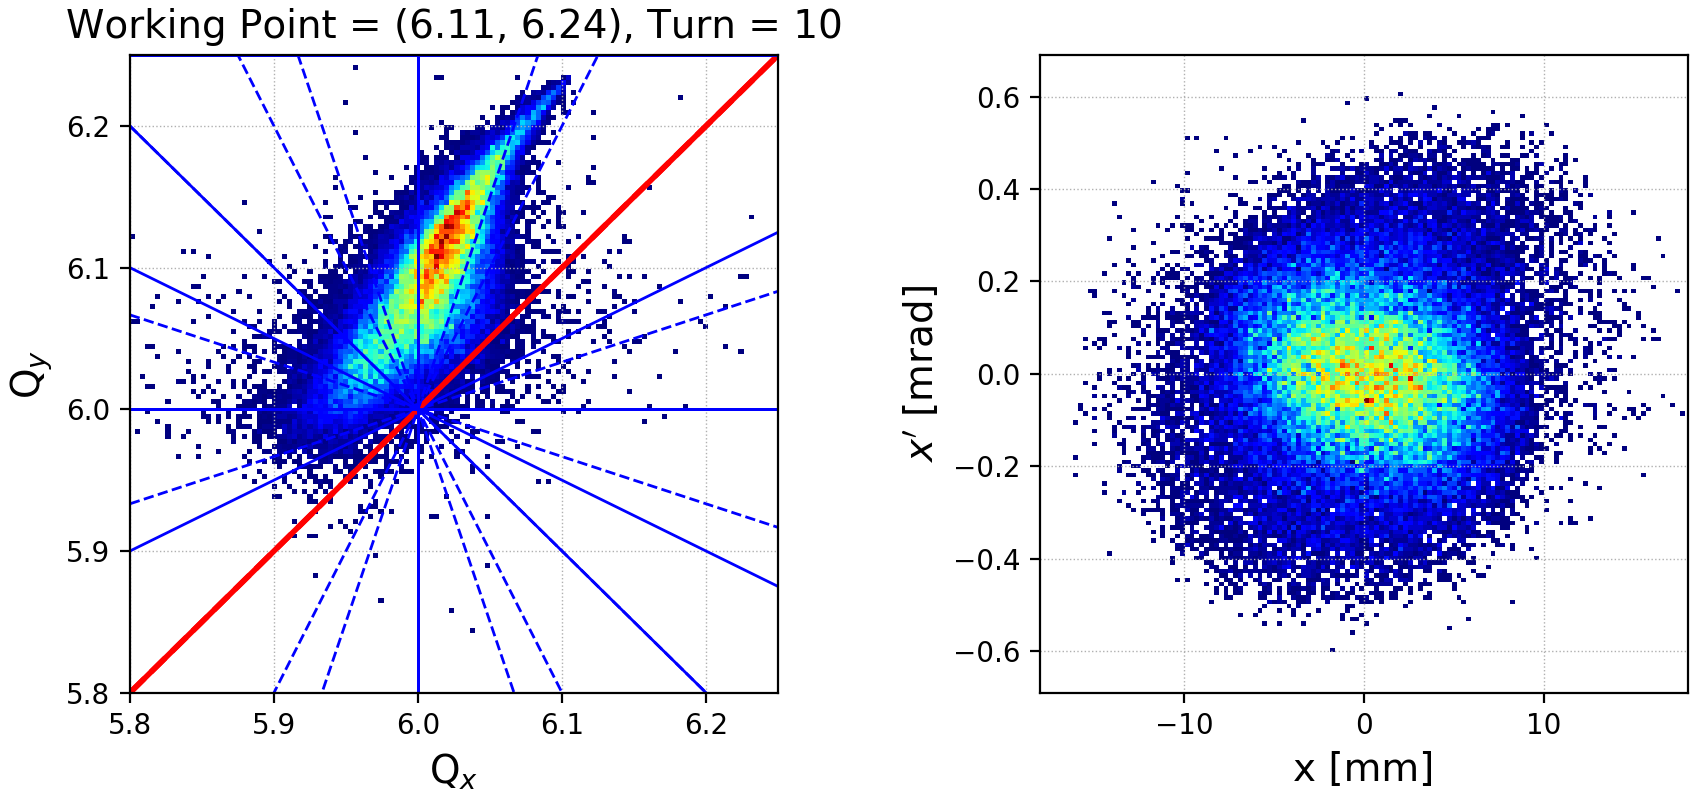 Working Point = (6.11, 6.24), Turn = 10
6.2
6.1
6.0
5.9
5.8
Q_y
5.8 5.9 6.0 6.1 6.2
Q_x
0.6
0.4
0.2
0.0
−0.2
−0.4
−0.6
x′ [mrad]
−10 0 10
x [mm]